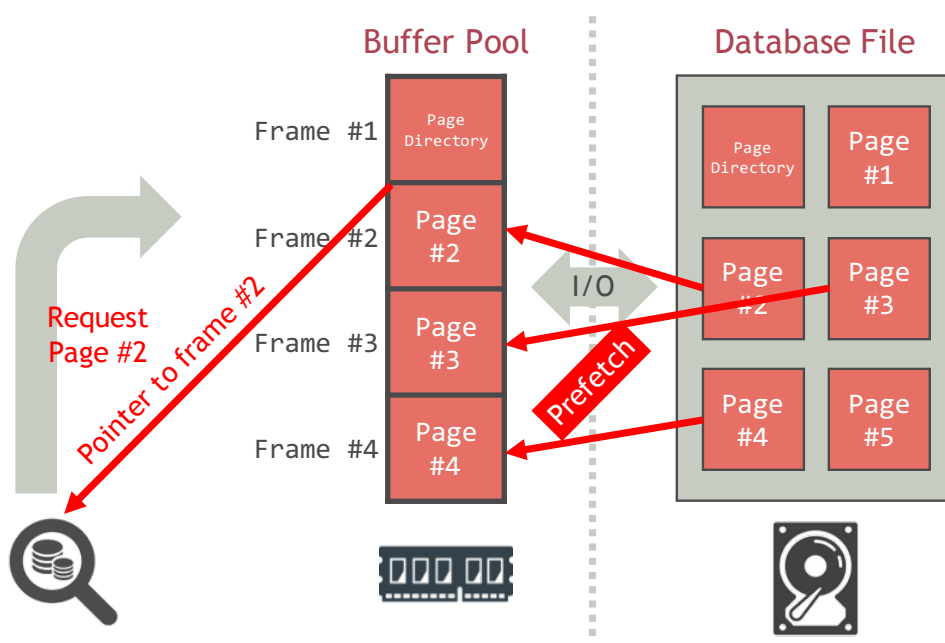 Buffer Pool
Database File
Frame #1
Page
Directory
Page
Directory
Page
#1
Frame #2
Page
#2
I/O
Page
#2
Page
#3
Request
Page #2
Pointer to frame #2
Frame #3
Page
#3
Prefetch
Frame #4
Page
#4
Page
#4
Page
#5